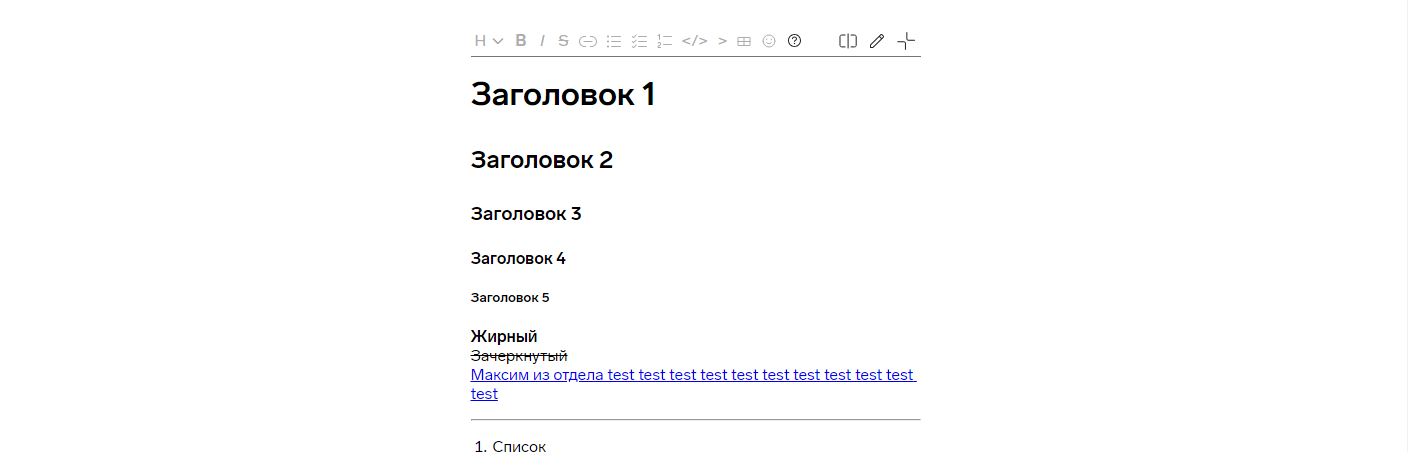 H B I S </> >
Заголовок 1
Заголовок 2
Заголовок 3
Заголовок 4
Заголовок 5
Жирный
Зачеркнутый
Максим из отдела test test test test test test test test test test
test
1. Список